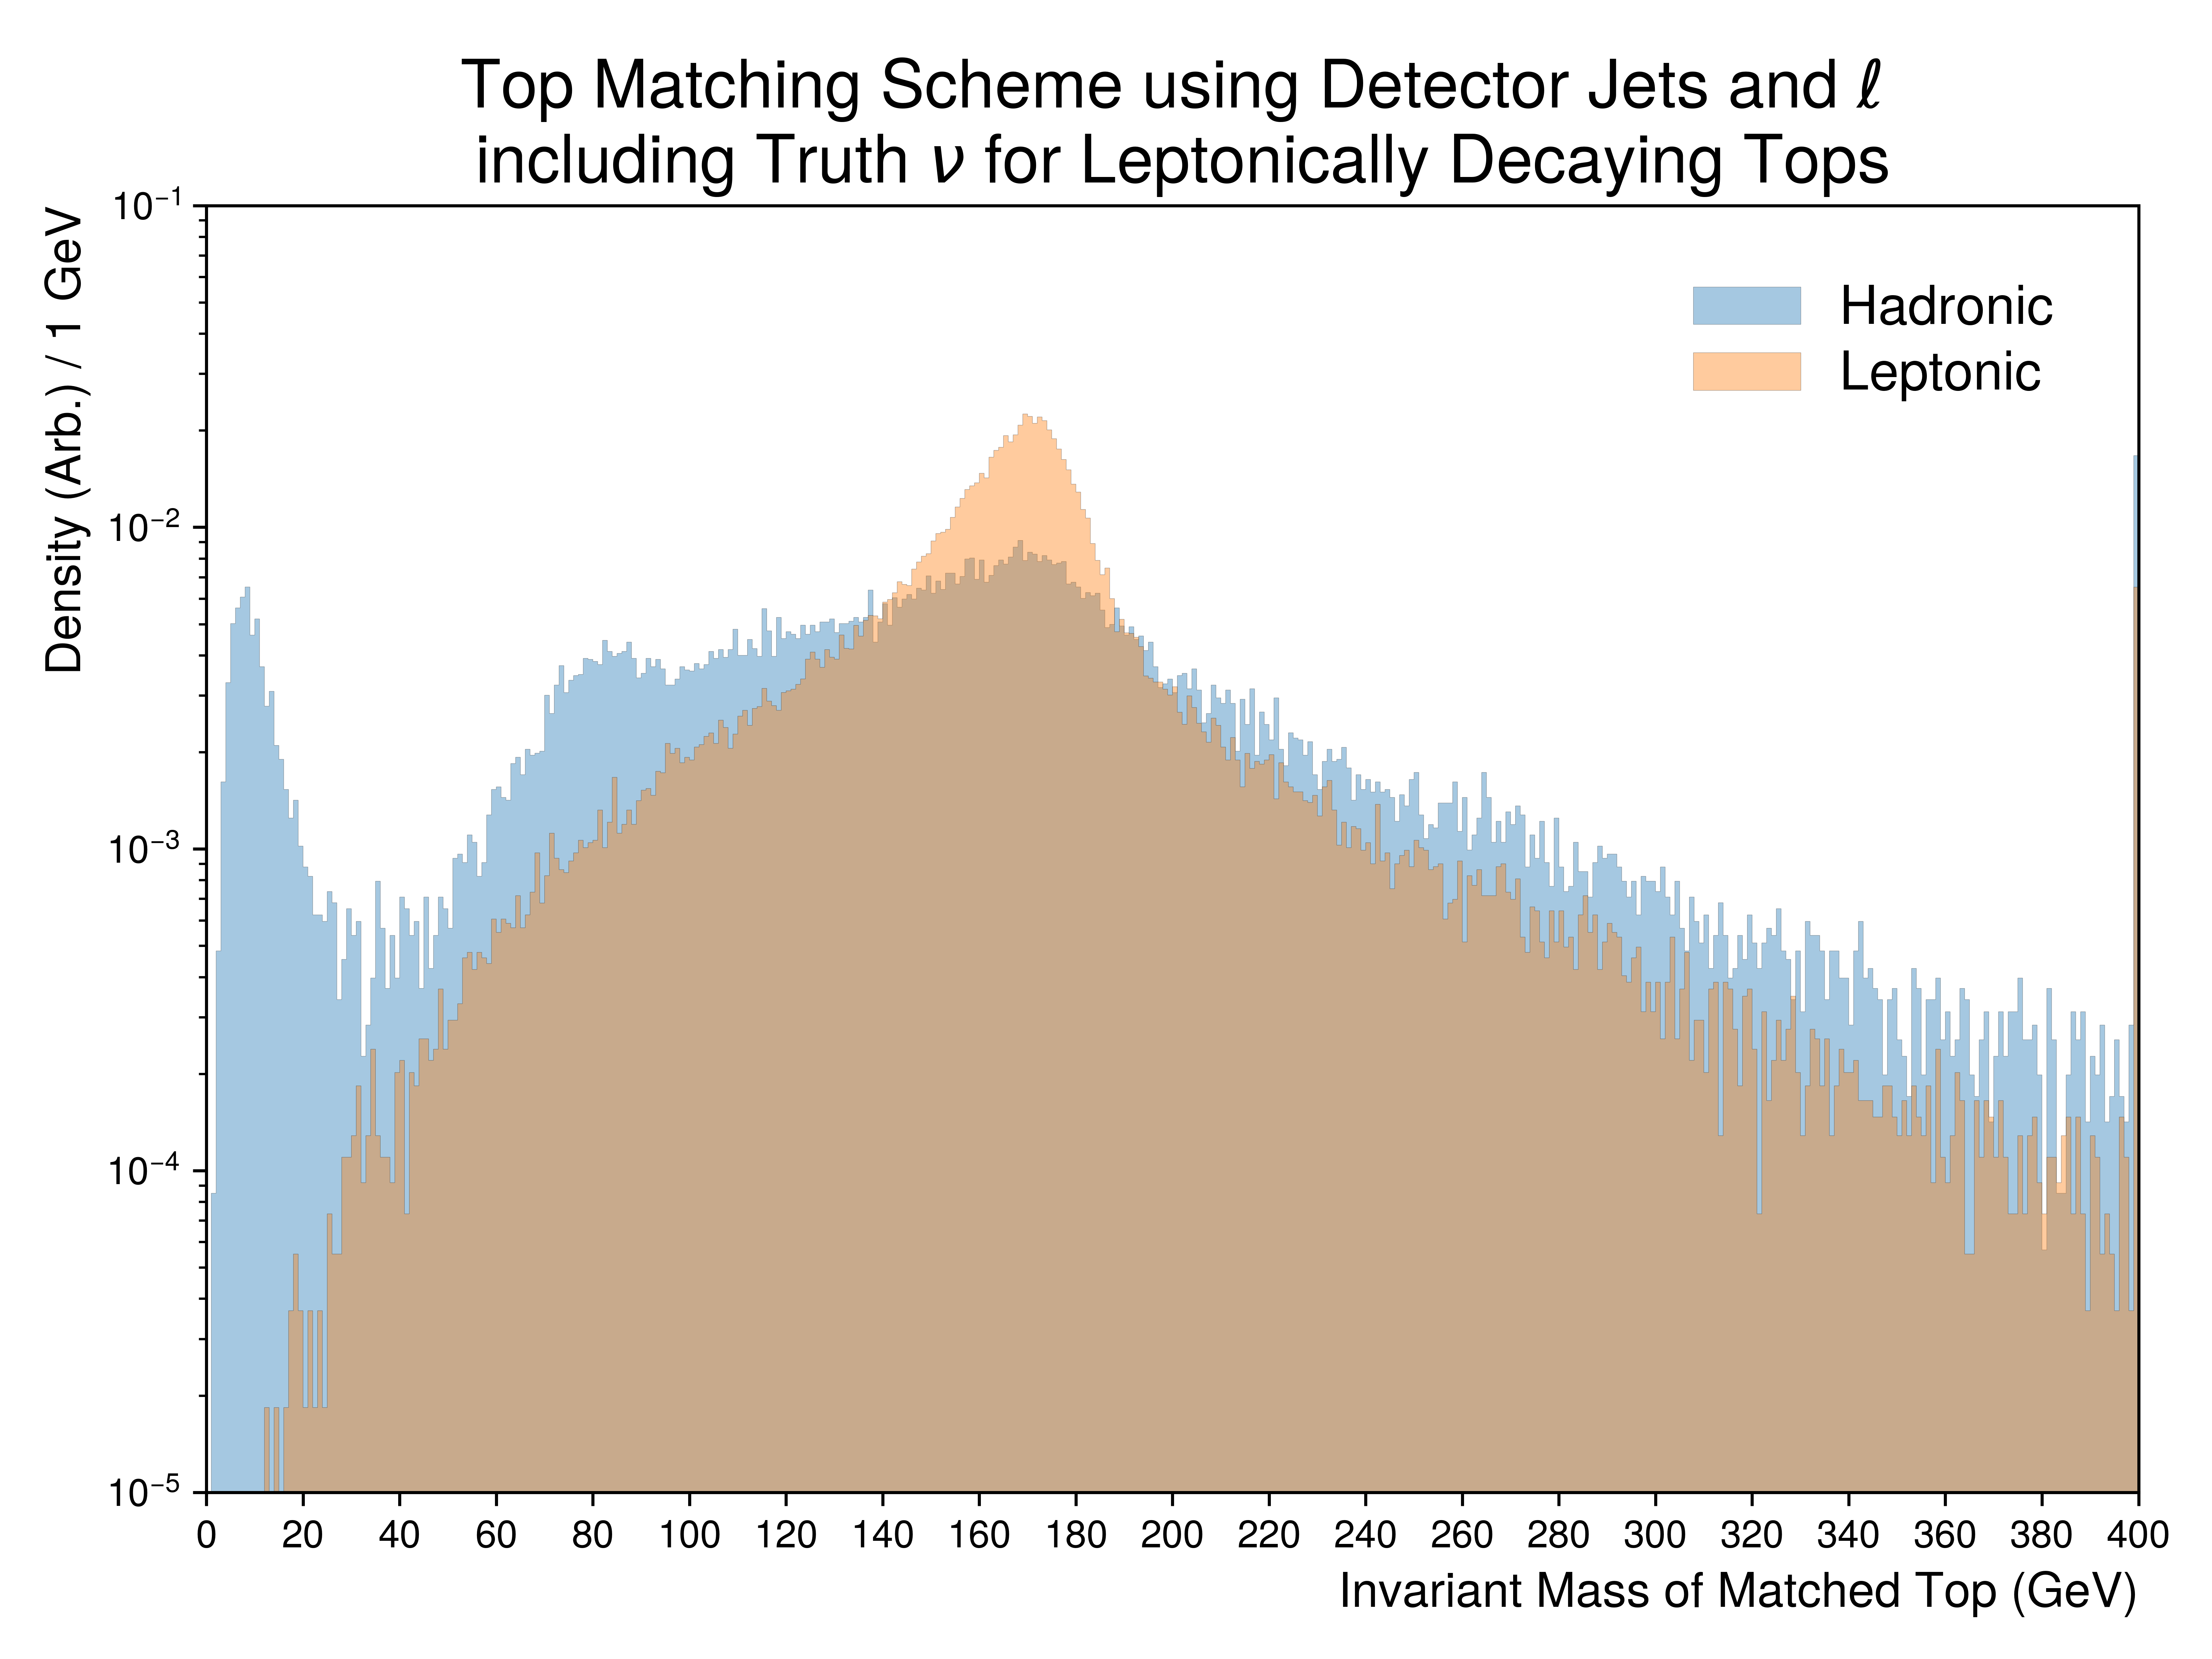 Top Matching Scheme using Detector Jets and ℓ
including Truth ν for Leptonically Decaying Tops
Density (Arb.) / 1 GeV
10⁻¹
10⁻²
10⁻³
10⁻⁴
10⁻⁵
Hadronic
Leptonic
0 20 40 60 80 100 120 140 160 180 200 220 240 260 280 300 320 340 360 380 400
Invariant Mass of Matched Top (GeV)